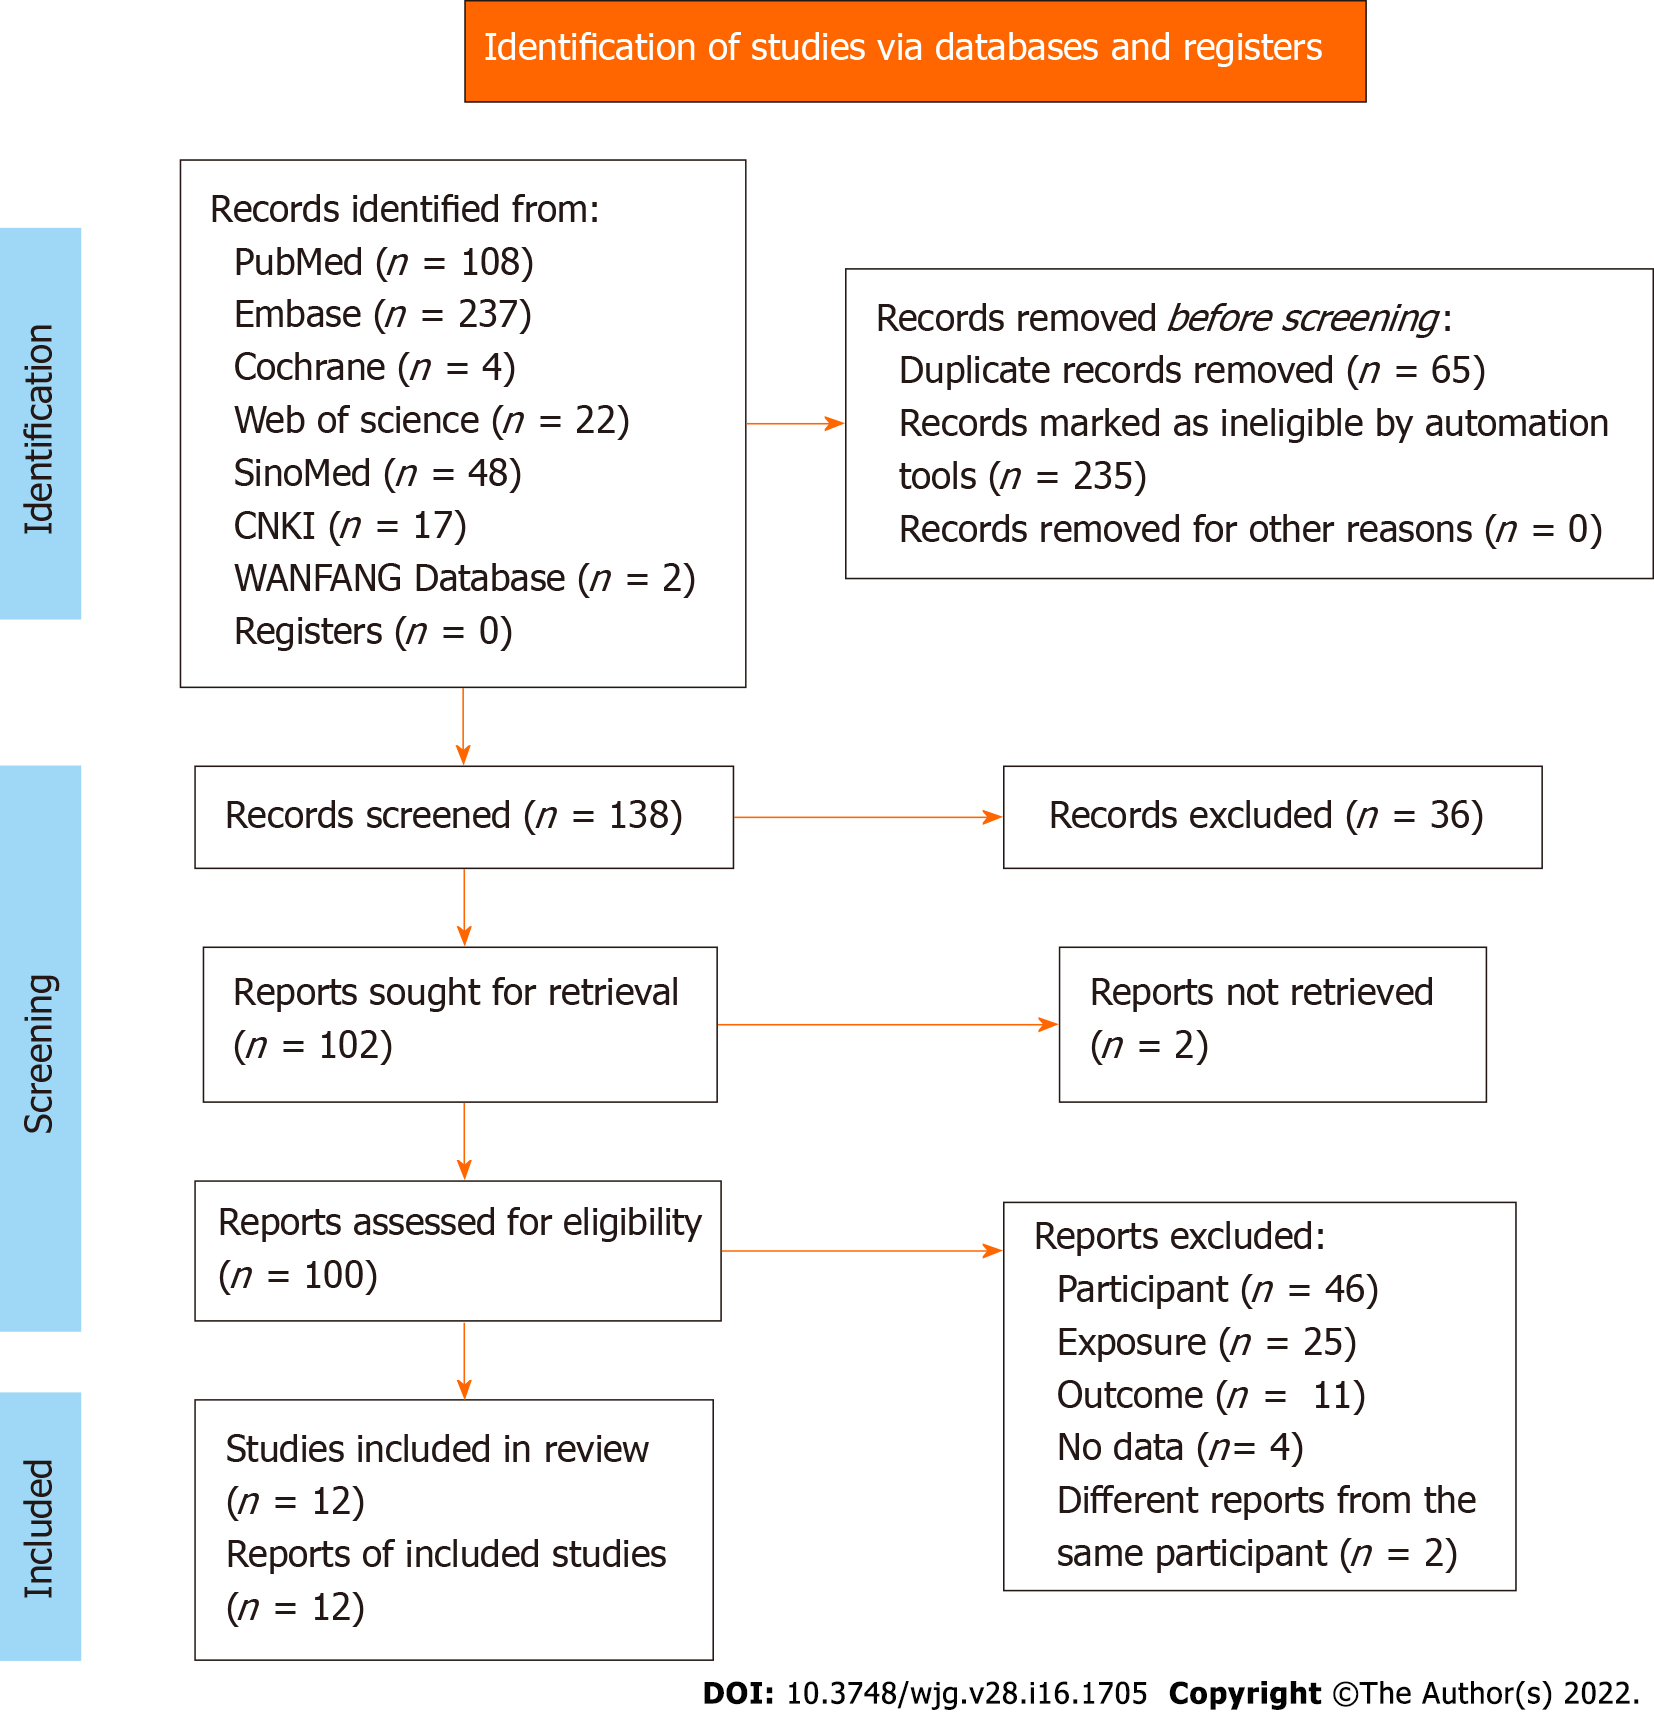 Identification of studies via databases and registers
Identification
Records identified from:
PubMed (n = 108)
Embase (n = 237)
Cochrane (n = 4)
Web of science (n = 22)
SinoMed (n = 48)
CNKI (n = 17)
WANFANG Database (n = 2)
Registers (n = 0)
Records removed before screening:
Duplicate records removed (n = 65)
Records marked as ineligible by automation
tools (n = 235)
Records removed for other reasons (n = 0)
Screening
Records screened (n = 138)
Records excluded (n = 36)
Reports sought for retrieval
(n = 102)
Reports not retrieved
(n = 2)
Reports assessed for eligibility
(n = 100)
Reports excluded:
Participant (n = 46)
Exposure (n = 25)
Outcome (n =  11)
No data (n= 4)
Different reports from the
same participant (n = 2)
Included
Studies included in review
(n = 12)
Reports of included studies
(n = 12)
DOI: 10.3748/wjg.v28.i16.1705  Copyright ©The Author(s) 2022.